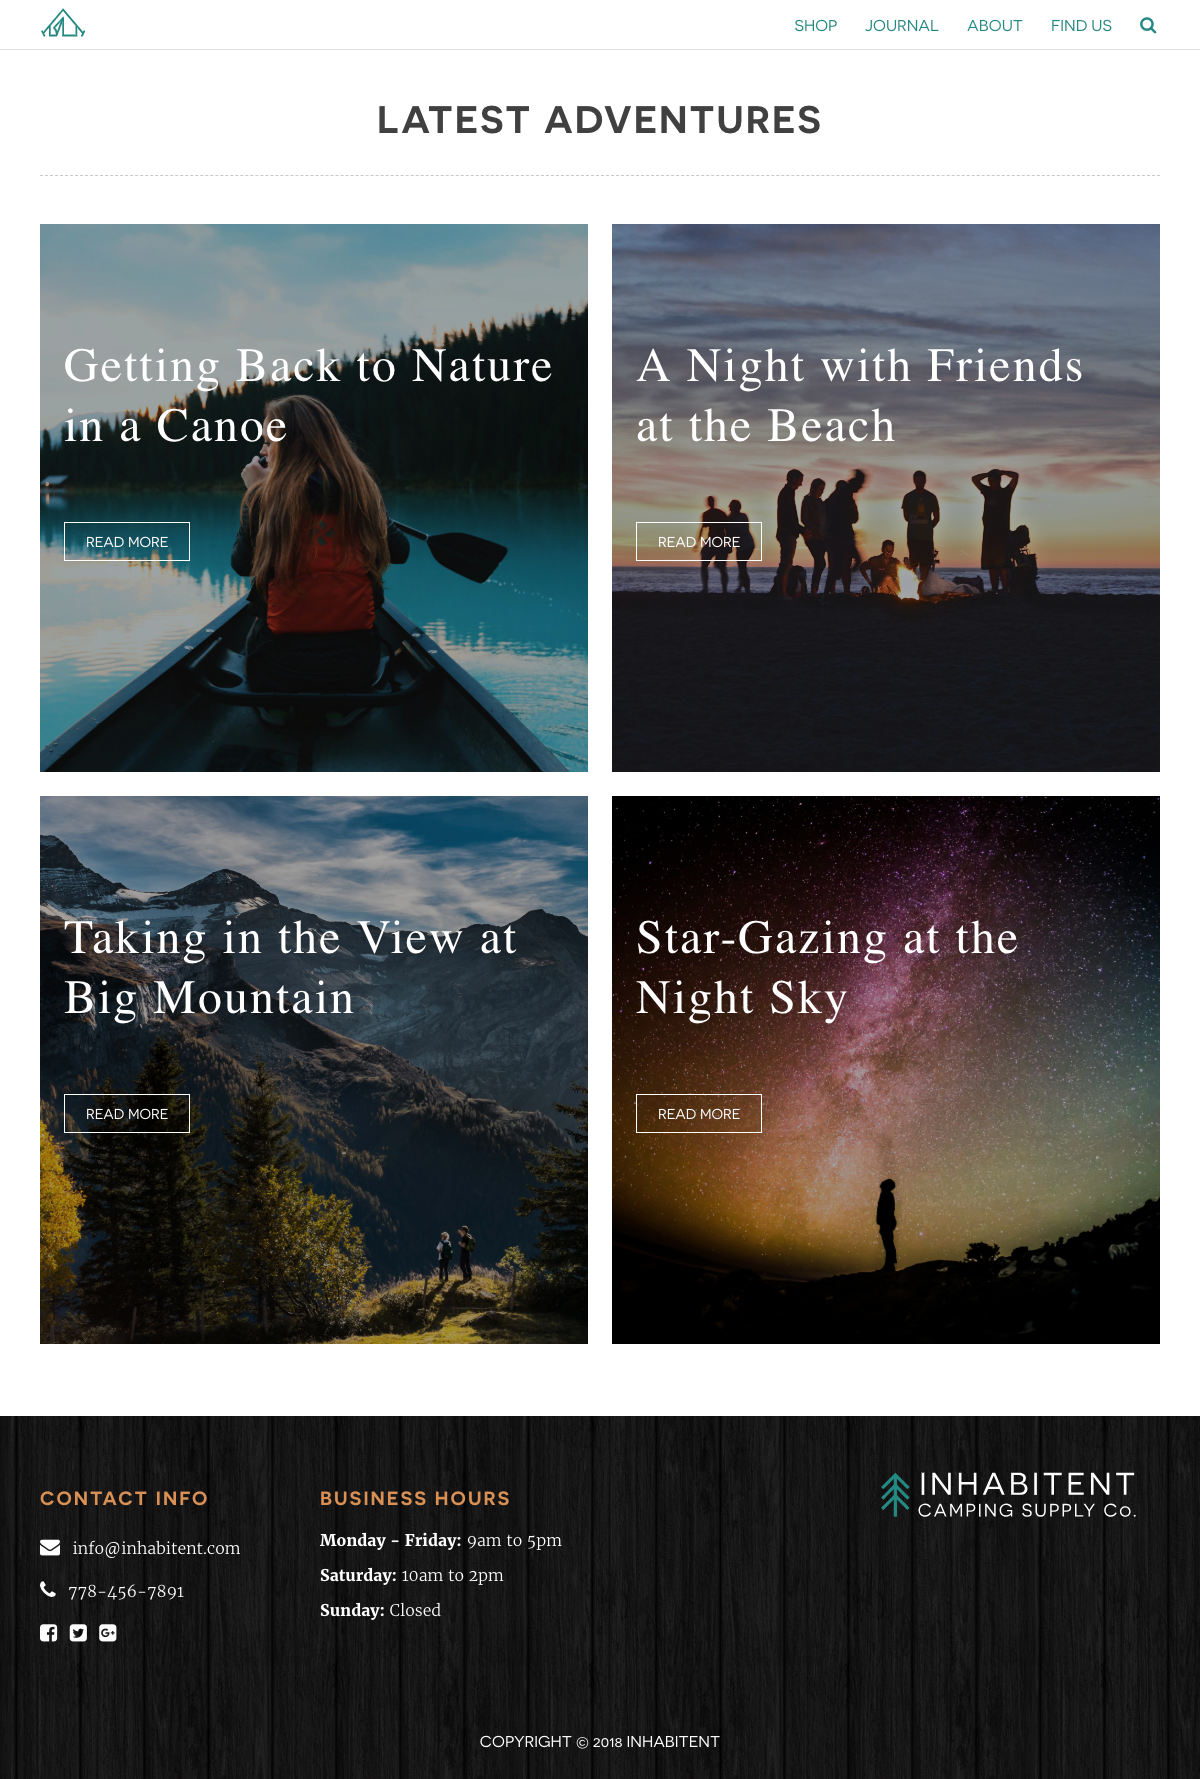 SHOP JOURNAL ABOUT FIND US
LATEST ADVENTURES
Getting Back to Nature
in a Canoe
READ MORE
A Night with Friends
at the Beach
READ MORE
Taking in the View at
Big Mountain
READ MORE
Star-Gazing at the
Night Sky
READ MORE
CONTACT INFO
info@inhabitent.com
778-456-7891
BUSINESS HOURS
Monday - Friday: 9am to 5pm
Saturday: 10am to 2pm
Sunday: Closed
INHABITENT
CAMPING SUPPLY Co.
COPYRIGHT © 2018 INHABITENT